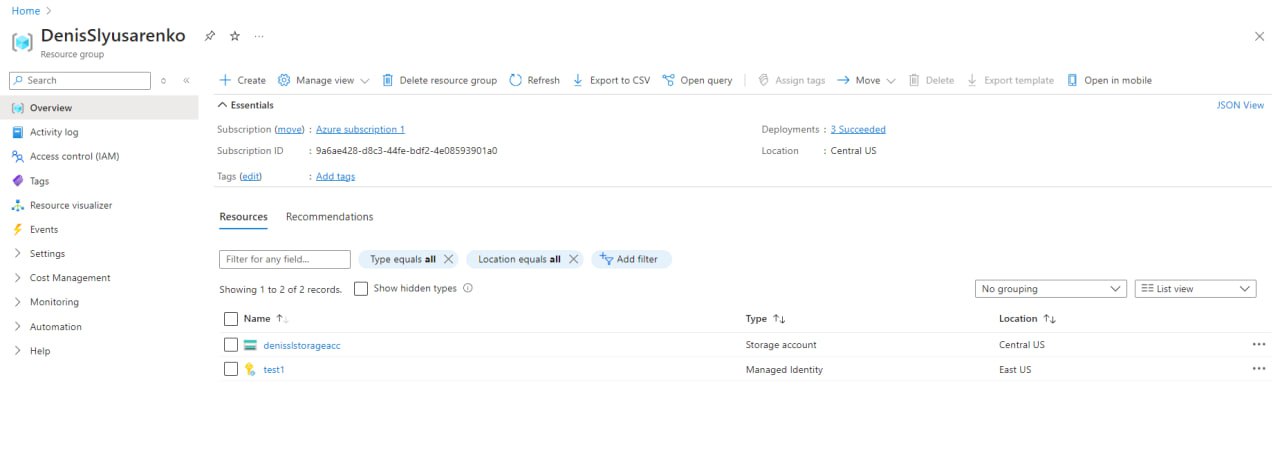 Home
DenisSlyusarenko
Resource group
Search
Create Manage view Delete resource group Refresh Export to CSV Open query Assign tags Move Delete Export template Open in mobile
Overview
Activity log
Access control (IAM)
Tags
Resource visualizer
Events
Settings
Cost Management
Monitoring
Automation
Help
Essentials JSON View
Subscription (move) : Azure subscription 1 Deployments : 3 Succeeded
Subscription ID : 9a6ae428-d8c3-44fe-bdf2-4e08593901a0 Location : Central US
Tags (edit) : Add tags
Resources Recommendations
Filter for any field... Type equals all Location equals all Add filter
Showing 1 to 2 of 2 records. Show hidden types No grouping List view
Name Type Location
denisslstorageacc Storage account Central US
test1 Managed Identity East US